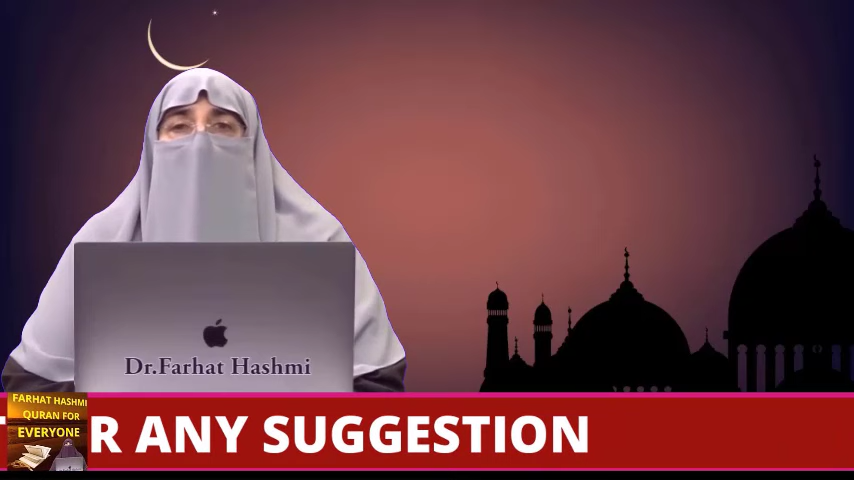 Dr.Farhat Hashmi
FARHAT HASHMI
QURAN FOR
EVERYONE
R ANY SUGGESTION